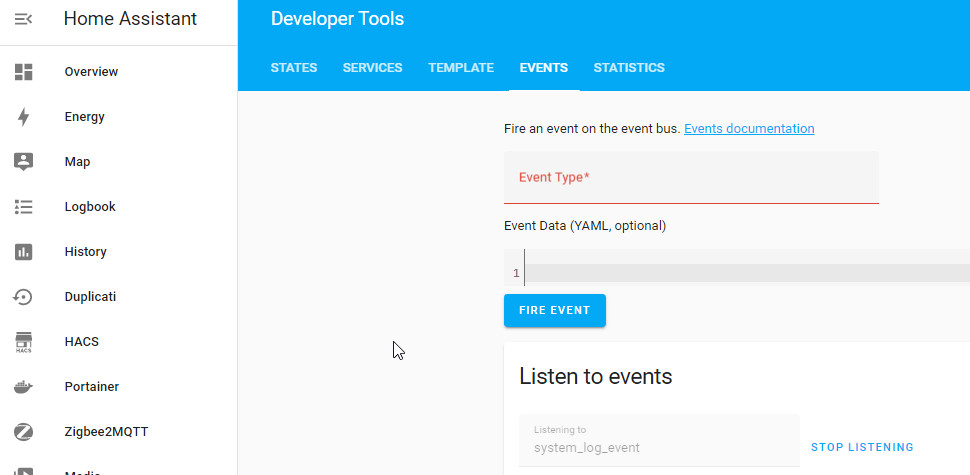 Home Assistant
Developer Tools
STATES SERVICES TEMPLATE EVENTS STATISTICS
Overview
Energy
Map
Logbook
History
Duplicati
HACS
HACS
Portainer
Zigbee2MQTT
Media
Fire an event on the event bus. Events documentation
Event Type*
Event Data (YAML, optional)
1
FIRE EVENT
Listen to events
Listening to
system_log_event
STOP LISTENING